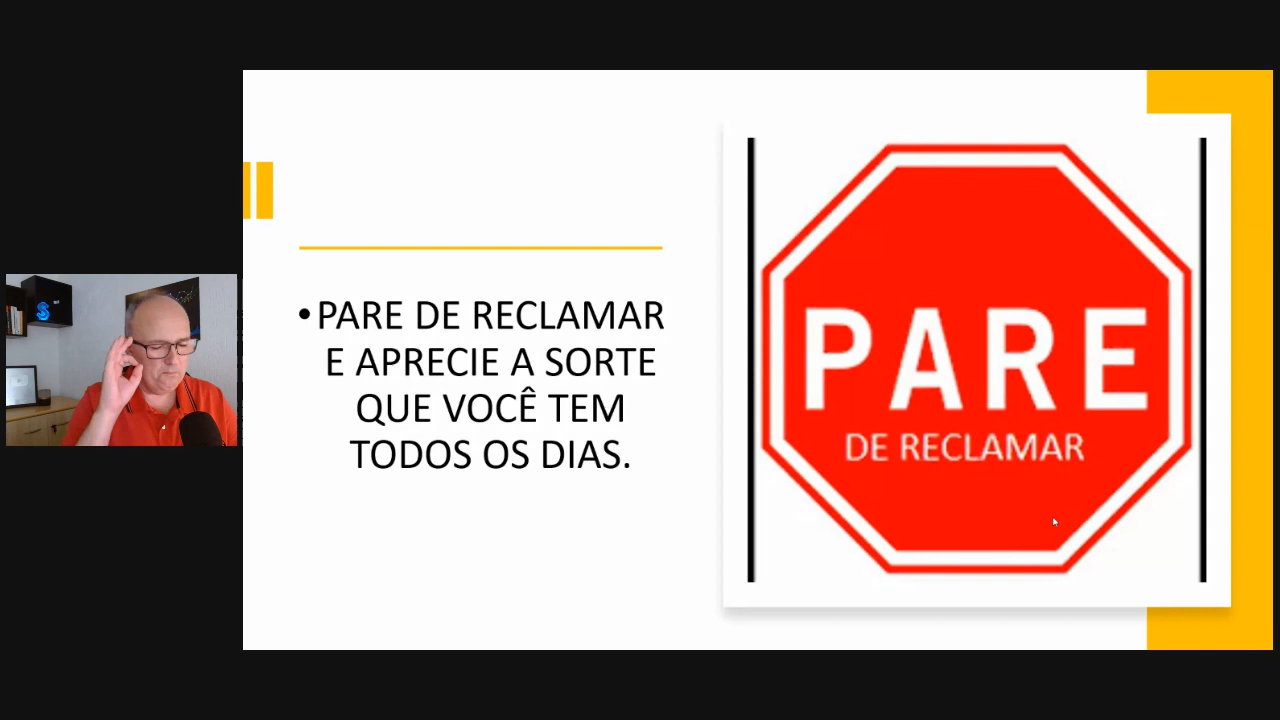 •PARE DE RECLAMAR
E APRECIE A SORTE
QUE VOCÊ TEM
TODOS OS DIAS.
PARE
DE RECLAMAR